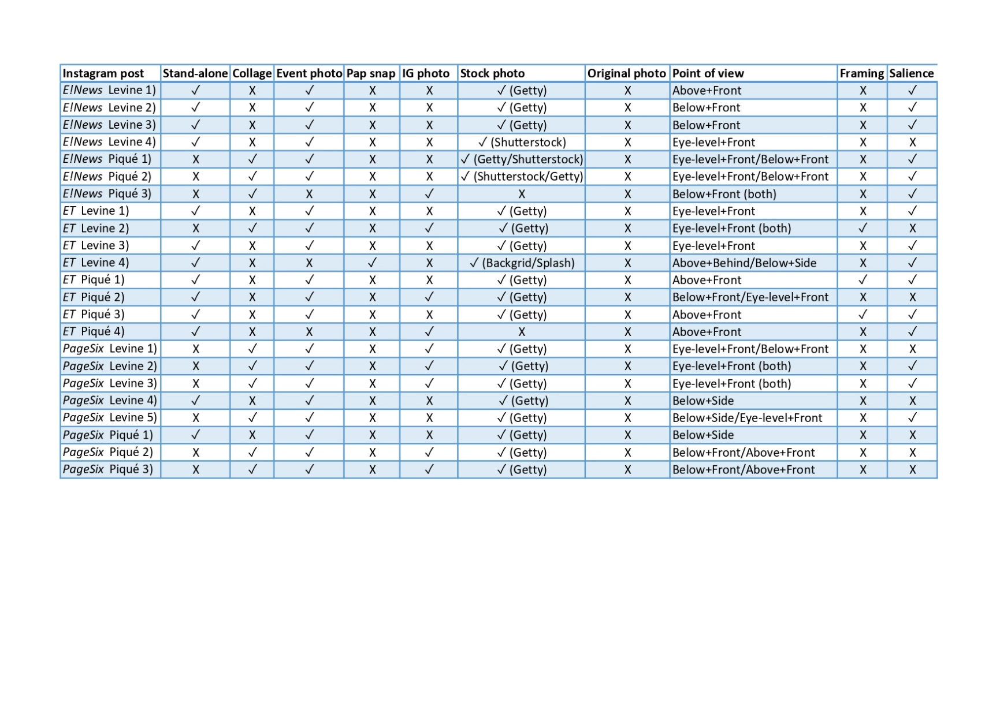 Instagram post Stand-alone Collage Event photo Pap snap IG photo Stock photo Original photo Point of view Framing Salience
E!News Levine 1) ✓ X ✓ X X ✓ (Getty) X Above+Front X ✓
E!News Levine 2) ✓ X ✓ X X ✓ (Getty) X Below+Front X ✓
E!News Levine 3) ✓ X ✓ X X ✓ (Getty) X Below+Front X ✓
E!News Levine 4) ✓ X ✓ X X ✓ (Shutterstock) X Eye-level+Front X X
E!News Piqué 1) X ✓ ✓ X X ✓ (Getty/Shutterstock) X Eye-level+Front/Below+Front X ✓
E!News Piqué 2) X ✓ ✓ X X ✓ (Shutterstock/Getty) X Eye-level+Front/Below+Front X ✓
E!News Piqué 3) X ✓ X X ✓ X X Below+Front (both) X ✓
ET Levine 1) ✓ X ✓ X X ✓ (Getty) X Eye-level+Front X ✓
ET Levine 2) X ✓ ✓ X ✓ ✓ (Getty) X Eye-level+Front (both) ✓ X
ET Levine 3) ✓ X ✓ X X ✓ (Getty) X Eye-level+Front X ✓
ET Levine 4) ✓ X X ✓ X ✓ (Backgrid/Splash) X Above+Behind/Below+Side X ✓
ET Piqué 1) ✓ X ✓ X X ✓ (Getty) X Above+Front ✓ ✓
ET Piqué 2) ✓ X ✓ X ✓ ✓ (Getty) X Below+Front/Eye-level+Front X X
ET Piqué 3) ✓ X ✓ X X ✓ (Getty) X Above+Front ✓ ✓
ET Piqué 4) ✓ X X X ✓ X X Above+Front X ✓
PageSix Levine 1) X ✓ ✓ X ✓ ✓ (Getty) X Eye-level+Front/Below+Front X X
PageSix Levine 2) X ✓ ✓ X ✓ ✓ (Getty) X Eye-level+Front (both) X ✓
PageSix Levine 3) X ✓ ✓ X ✓ ✓ (Getty) X Eye-level+Front (both) X ✓
PageSix Levine 4) ✓ X ✓ X X ✓ (Getty) X Below+Side X X
PageSix Levine 5) X ✓ ✓ X X ✓ (Getty) X Below+Side/Eye-level+Front X ✓
PageSix Piqué 1) ✓ X ✓ X X ✓ (Getty) X Below+Side X X
PageSix Piqué 2) X ✓ ✓ X ✓ ✓ (Getty) X Below+Front/Above+Front X X
PageSix Piqué 3) X ✓ ✓ X ✓ ✓ (Getty) X Below+Front/Above+Front X X